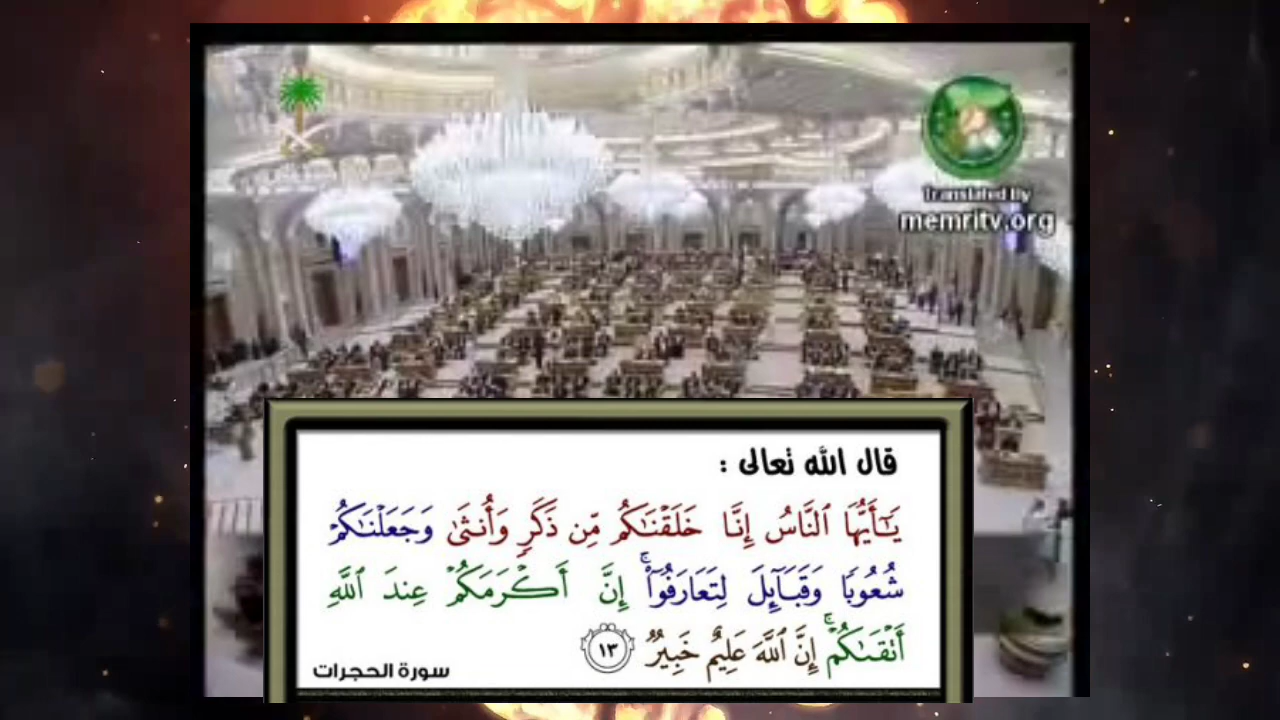 Translated By
memritv.org
قال الله تعالى :
يَـٰٓأَيُّهَا ٱلنَّاسُ إِنَّا خَلَقْنَـٰكُم مِّن ذَكَرٍ وَأُنثَىٰ وَجَعَلْنَـٰكُمْ
شُعُوبًا وَقَبَآئِلَ لِتَعَارَفُوٓا۟ ۚ إِنَّ أَكْرَمَكُمْ عِندَ ٱللَّهِ
أَتْقَىٰكُمْ ۚ إِنَّ ٱللَّهَ عَلِيمٌ خَبِيرٌ ١٣
سورة الحجرات